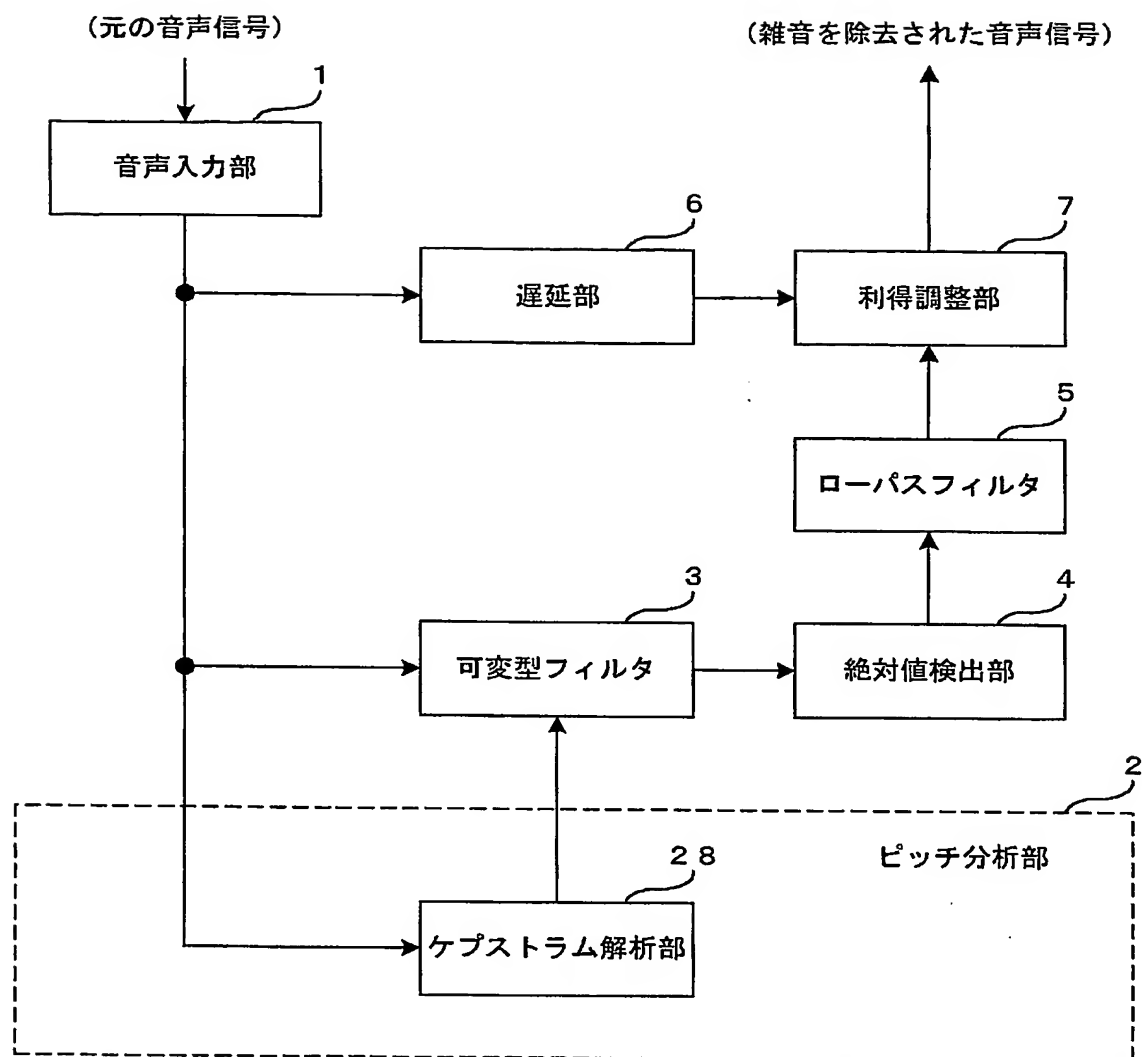 (元の音声信号)
(雑音を除去された音声信号)
1
音声入力部
6
遅延部
7
利得調整部
5
ローパスフィルタ
3
可変型フィルタ
4
絶対値検出部
2
ピッチ分析部
28
ケプストラム解析部